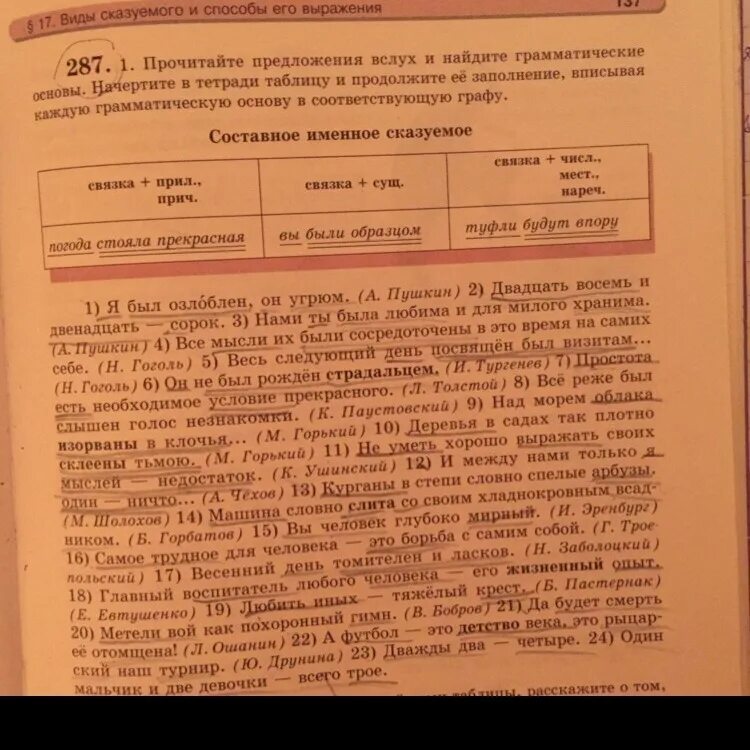 § 17. Виды сказуемого и способы его выражения
137
287. 1. Прочитайте предложения вслух и найдите грамматические
основы. Начертите в тетради таблицу и продолжите её заполнение, вписывая
каждую грамматическую основу в соответствующую графу.
Составное именное сказуемое
связка + прил.,
прич.
связка + сущ.
связка + числ.,
мест.,
нареч.
погода стояла прекрасная
вы были образцом
туфли будут впору
1) Я был озлоблен, он угрюм. (А. Пушкин) 2) Двадцать восемь и
двенадцать — сорок. 3) Нами ты была любима и для милого хранима.
(А. Пушкин) 4) Все мысли их были сосредоточены в это время на самих
себе. (Н. Гоголь) 5) Весь следующий день посвящён был визитам...
(Н. Гоголь) 6) Он не был рождён страдальцем. (И. Тургенев) 7) Простота
есть необходимое условие прекрасного. (Л. Толстой) 8) Всё реже был
слышен голос незнакомки. (К. Паустовский) 9) Над морем облака
изорваны в клочья... (М. Горький) 10) Деревья в садах так плотно
склеены тьмою. (М. Горький) 11) Не уметь хорошо выражать своих
мыслей — недостаток. (К. Ушинский) 12) И между нами только я
один — ничто... (А. Чехов) 13) Курганы в степи словно спелые арбузы.
(М. Шолохов) 14) Машина словно слита со своим хладнокровным всад-
ником. (Б. Горбатов) 15) Вы человек глубоко мирный. (И. Эренбург)
16) Самое трудное для человека — это борьба с самим собой. (Г. Трое-
польский) 17) Весенний день томителен и ласков. (Н. Заболоцкий)
18) Главный воспитатель любого человека — его жизненный опыт.
(Е. Евтушенко) 19) Любить иных — тяжёлый крест. (Б. Пастернак)
20) Метели вой как похоронный гимн. (В. Бобров) 21) Да будет смерть
её отомщена! (Л. Ошанин) 22) А футбол — это детство века, это рыцар-
ский наш турнир. (Ю. Друнина) 23) Дважды два — четыре. 24) Один
мальчик и две девочки — всего трое.
таблицы, расскажите о том,